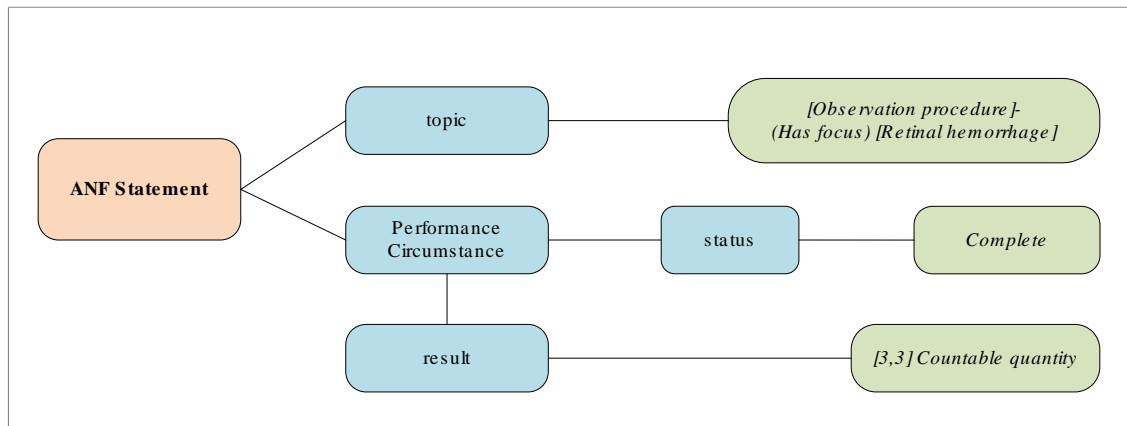 topic
[Observation procedure]-
(Has focus) [Retinal hemorrhage]
ANF Statement
Performance
Circumstance
status
Complete
result
[3,3] Countable quantity